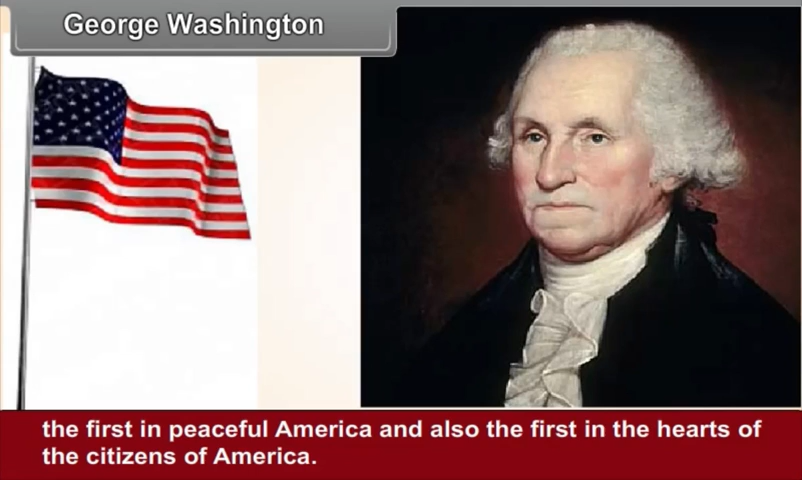 George Washington
the first in peaceful America and also the first in the hearts of
the citizens of America.